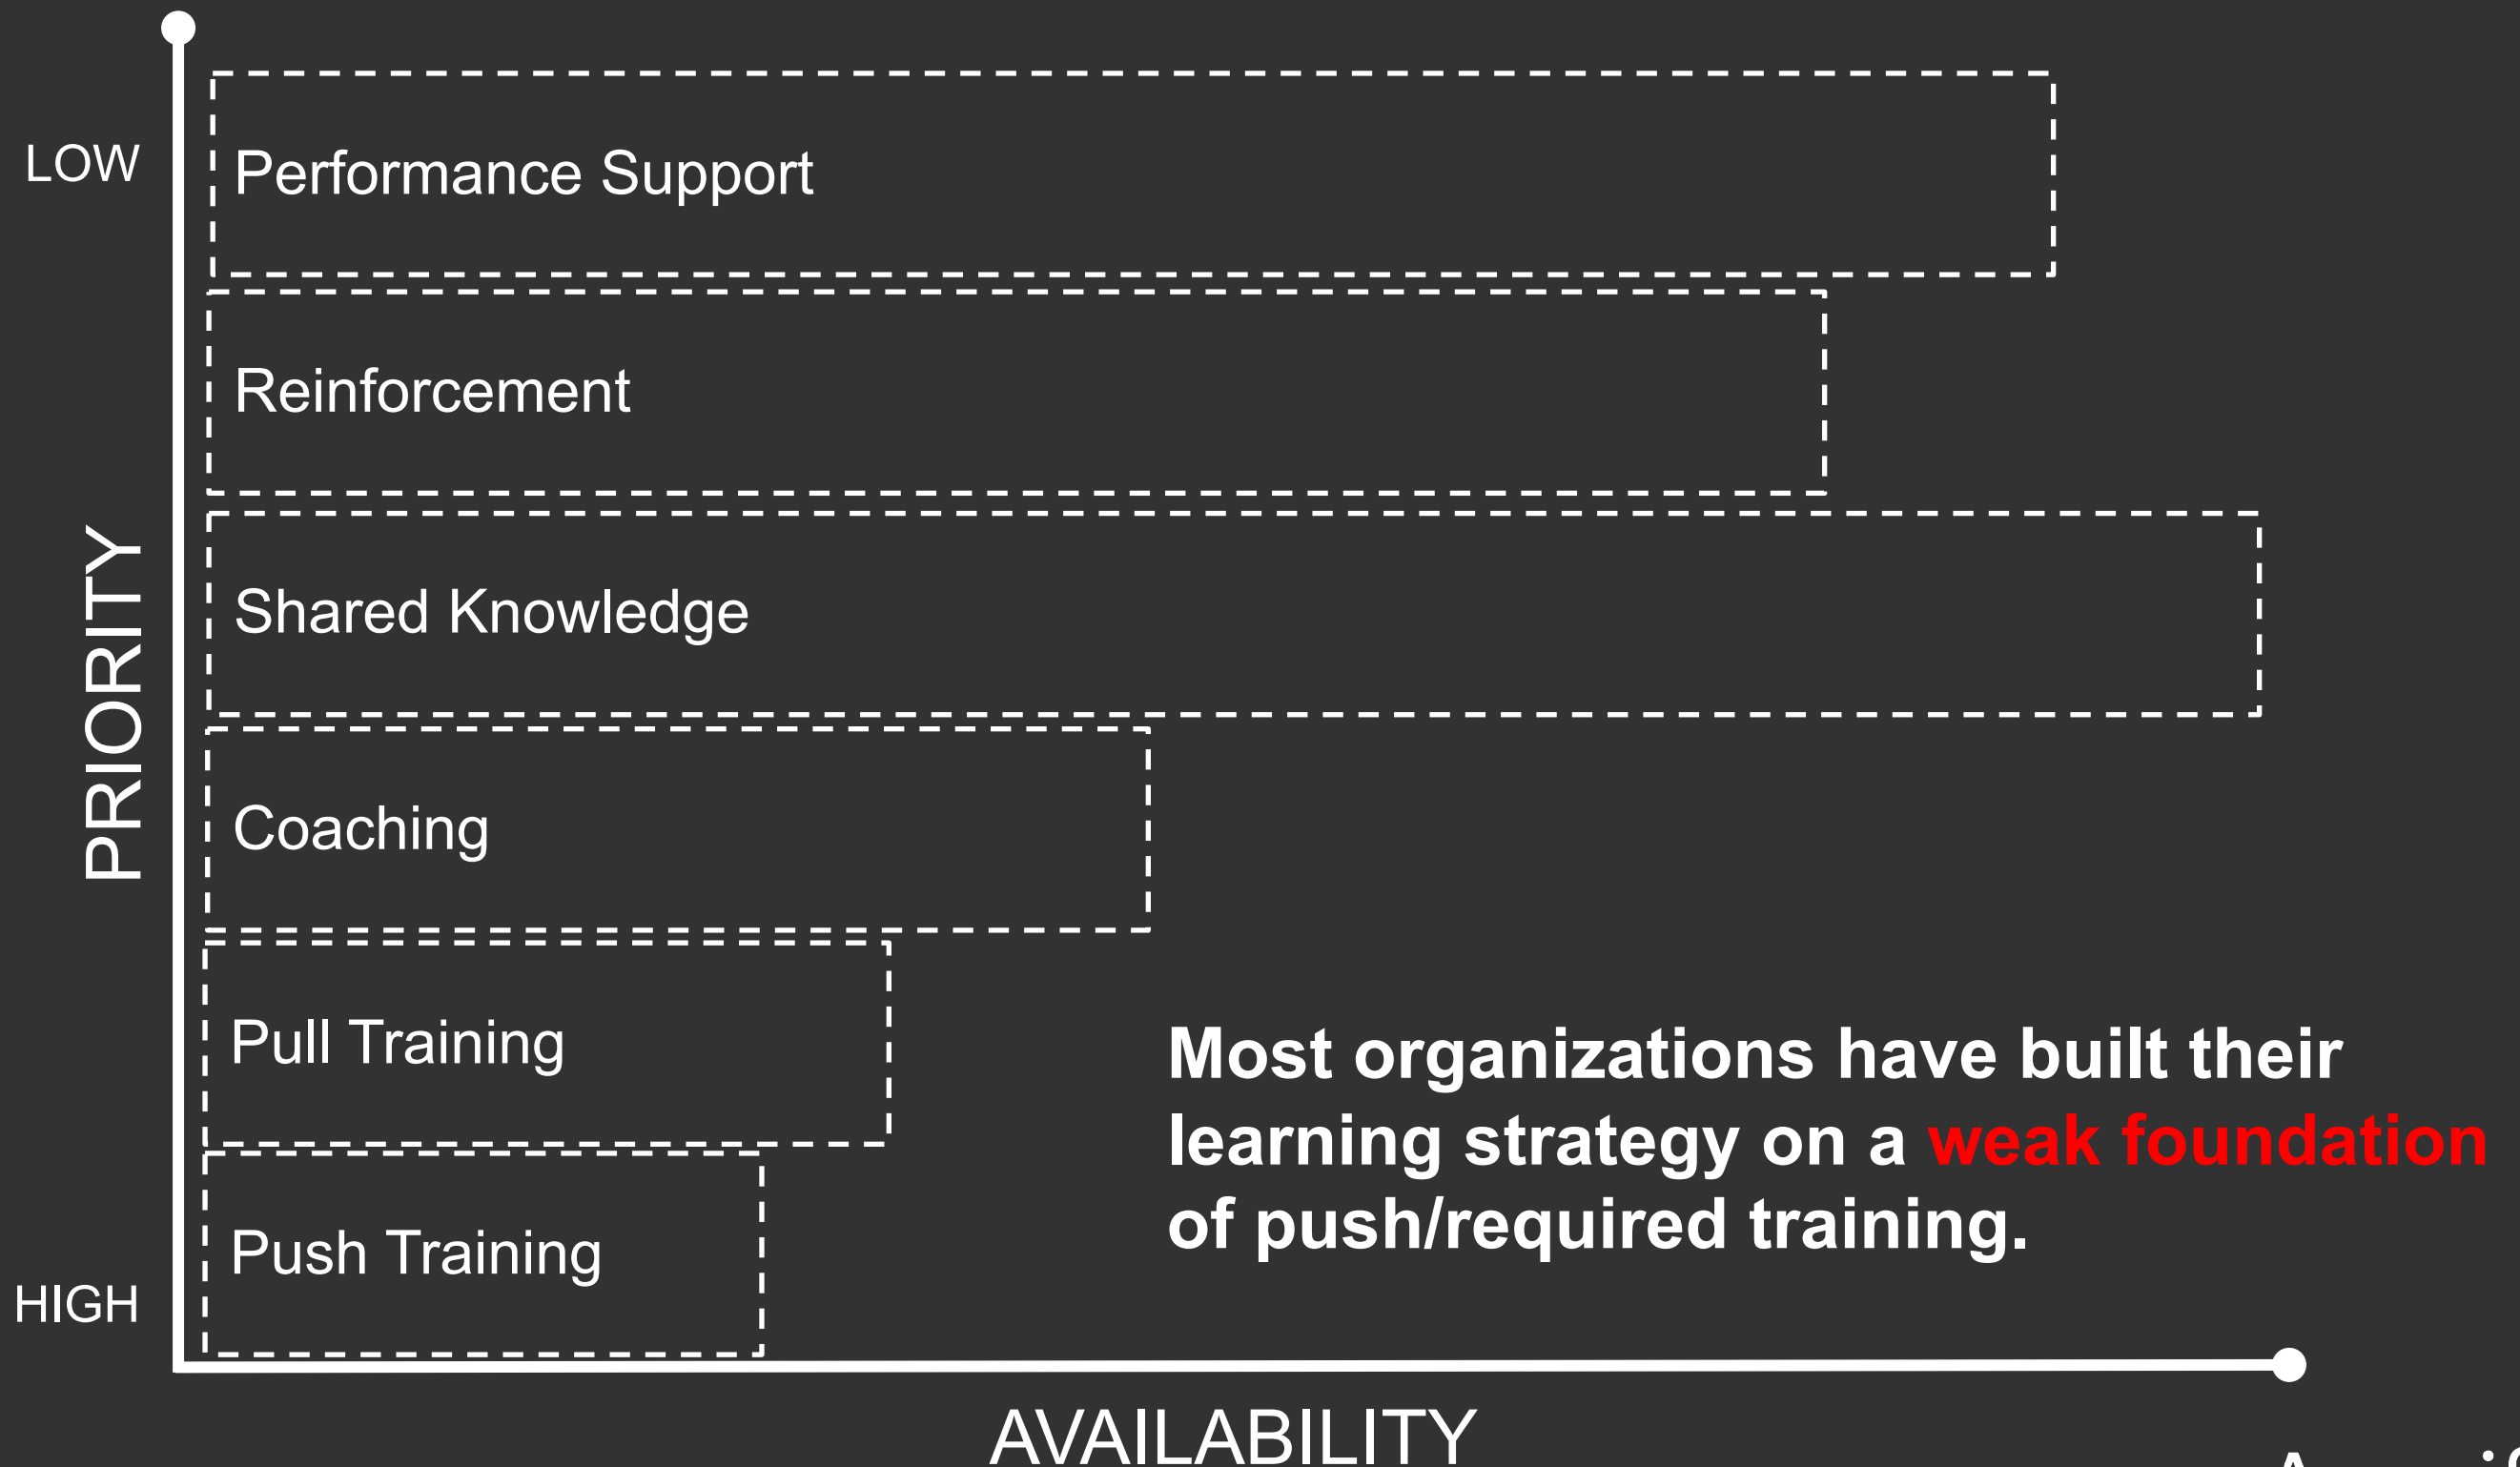 LOW
Performance Support
Reinforcement
Shared Knowledge
PRIORITY
Coaching
Pull Training
Most organizations have built their
learning strategy on a weak foundation
of push/required training.
Push Training
HIGH
AVAILABILITY